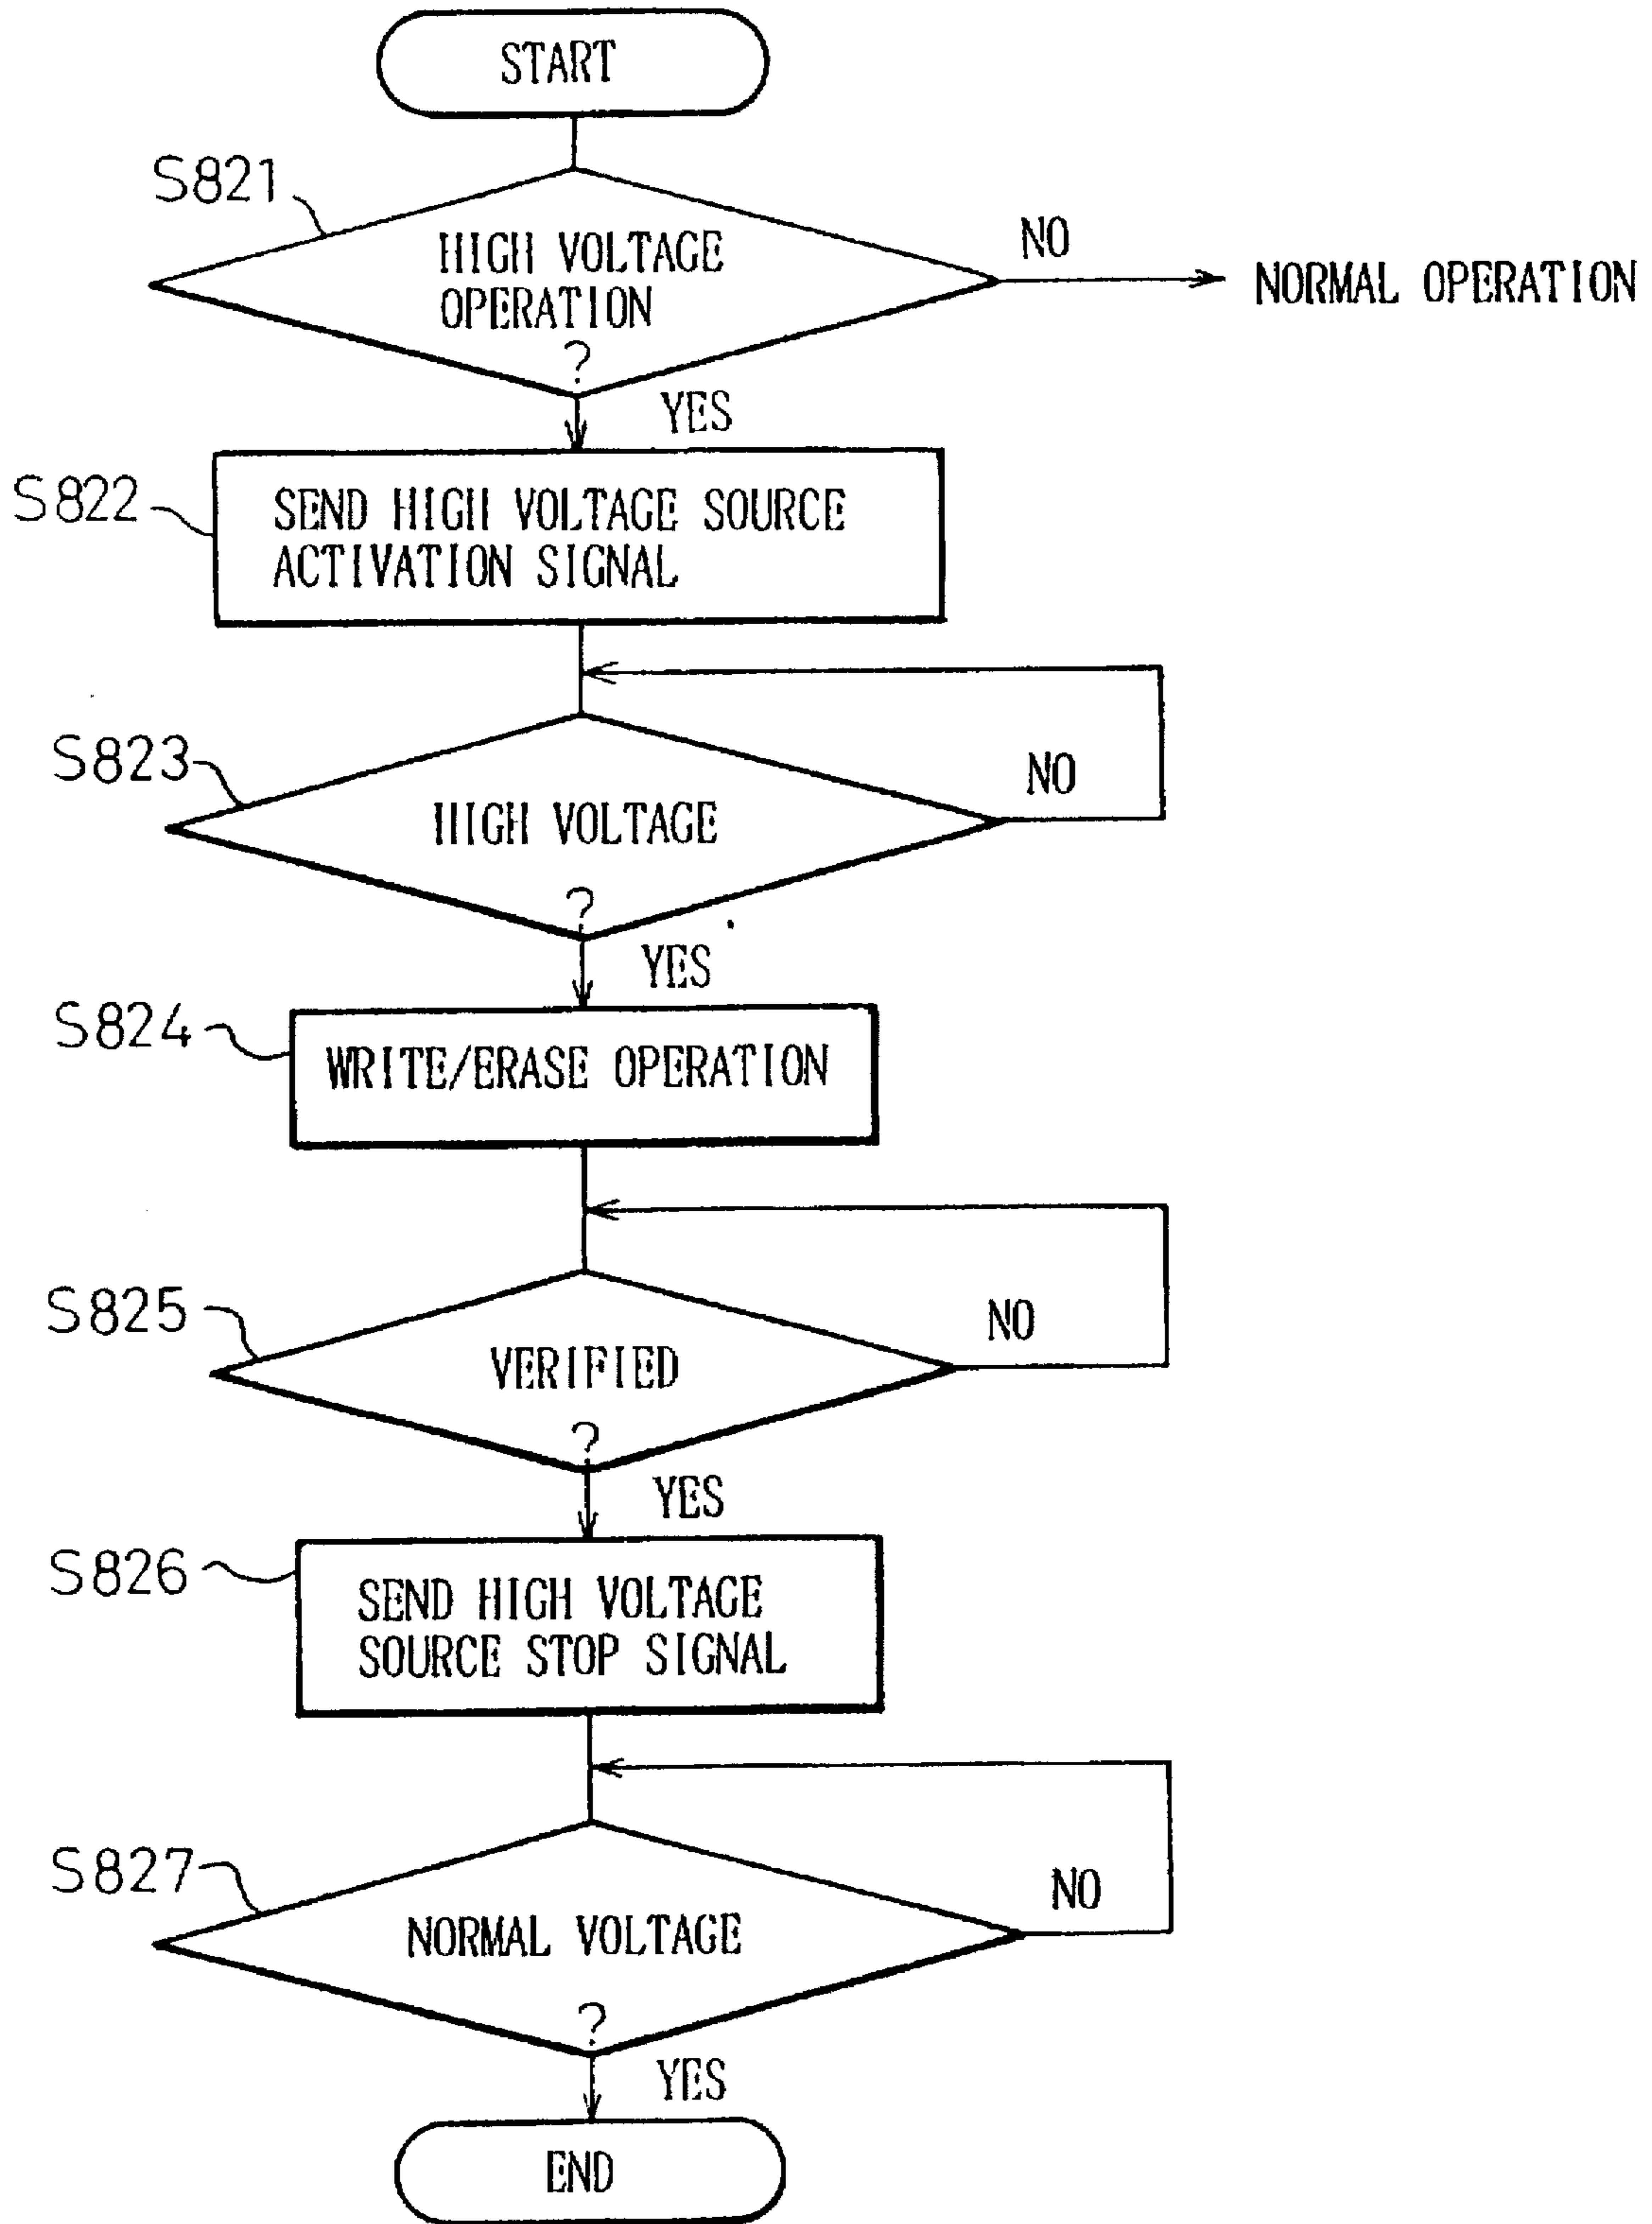 START
S821
HIGH VOLTAGE
OPERATION
?
NO
NORMAL OPERATION
YES
S822
SEND HIGH VOLTAGE SOURCE
ACTIVATION SIGNAL
S823
HIGH VOLTAGE
?
NO
YES
S824
WRITE/ERASE OPERATION
S825
VERIFIED
?
NO
YES
S826
SEND HIGH VOLTAGE
SOURCE STOP SIGNAL
S827
NORMAL VOLTAGE
?
NO
YES
END